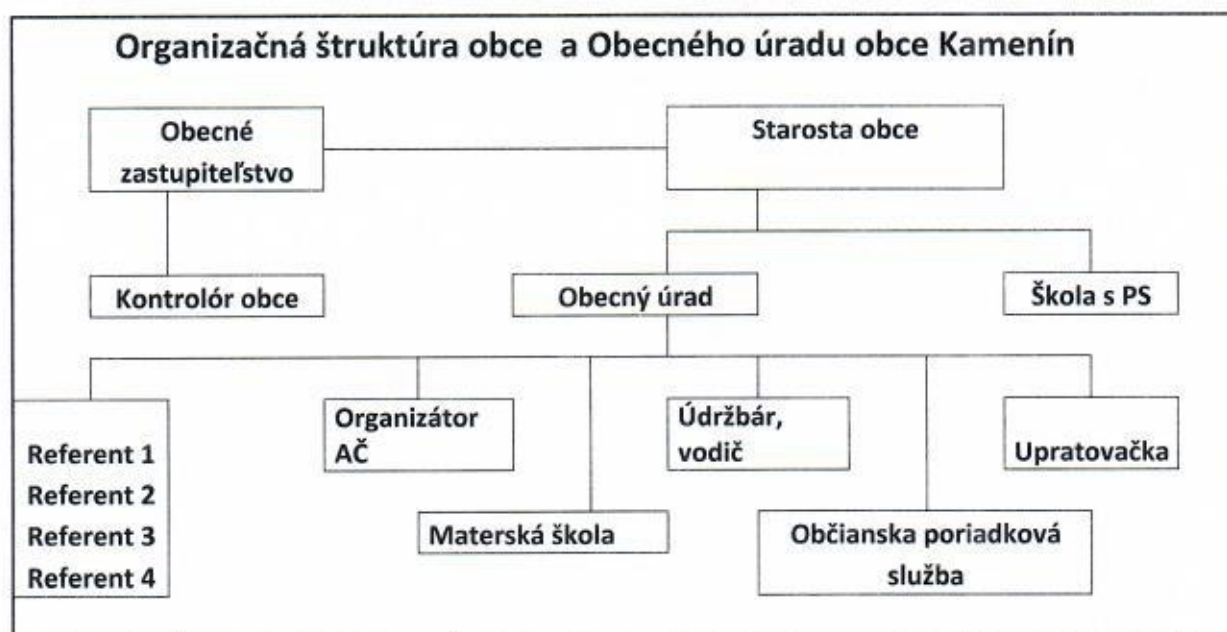 Organizačná štruktúra obce a Obecného úradu obce Kamenín
Obecné
zastupiteľstvo
Starosta obce
Kontrolór obce
Obecný úrad
Škola s PS
Referent 1
Referent 2
Referent 3
Referent 4
Organizátor
AČ
Materská škola
Údržbár,
vodič
Občianska poriadková
služba
Upratovačka